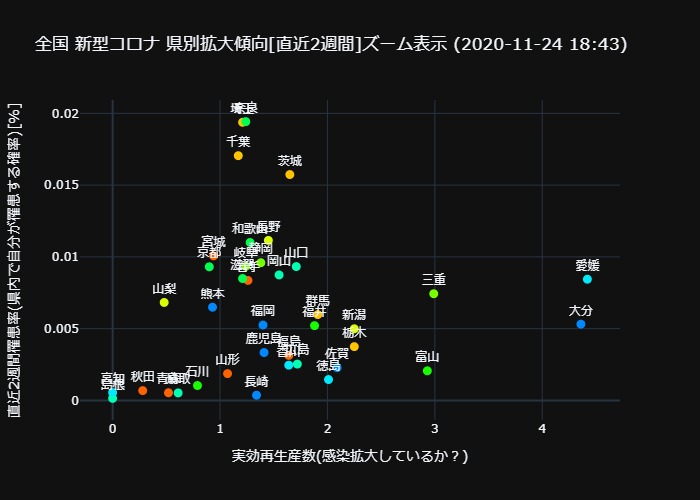 全国 新型コロナ 県別拡大傾向[直近2週間]ズーム表示 (2020-11-24 18:43)
直近2週間罹患率(県内で自分が罹患する確率)[%]
0.02
0.015
0.01
0.005
0
奈良
千葉
茨城
和歌山
長野
宮城
静岡
京都
岐阜
山口
岡山
愛媛
三重
山梨
熊本
群馬
福岡
福井
新潟
大分
栃木
鹿児島
福島
佐賀
富山
山形
徳島
石川
秋田
長崎
高知
島根
0
1
2
3
4
実効再生産数(感染拡大しているか？)